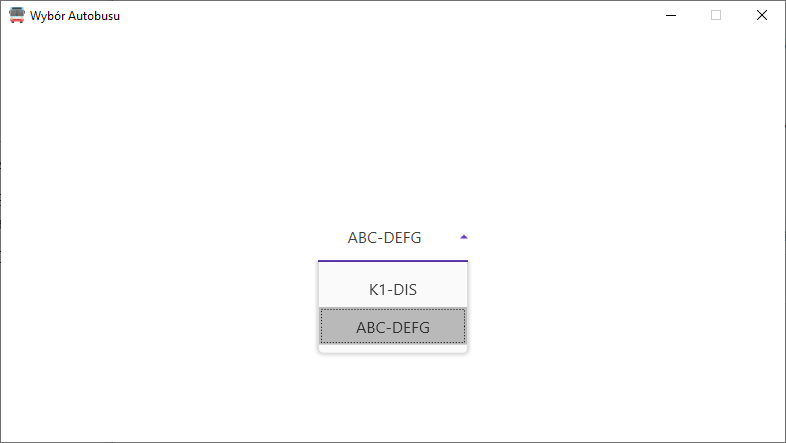 Wybór Autobusu
ABC-DEFG
K1-DIS
ABC-DEFG